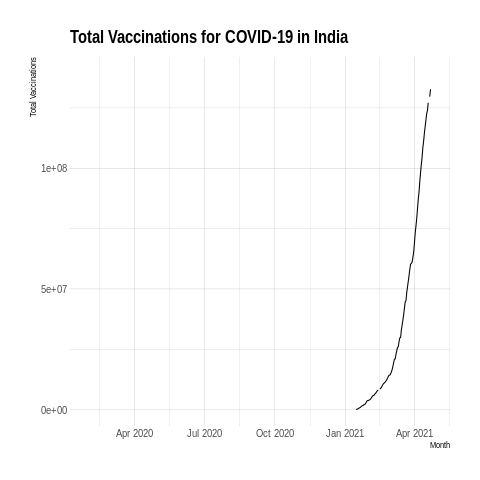 Total Vaccinations for COVID-19 in India
Total Vaccinations
1e+08
5e+07
0e+00
Apr 2020 Jul 2020 Oct 2020 Jan 2021 Apr 2021
Month